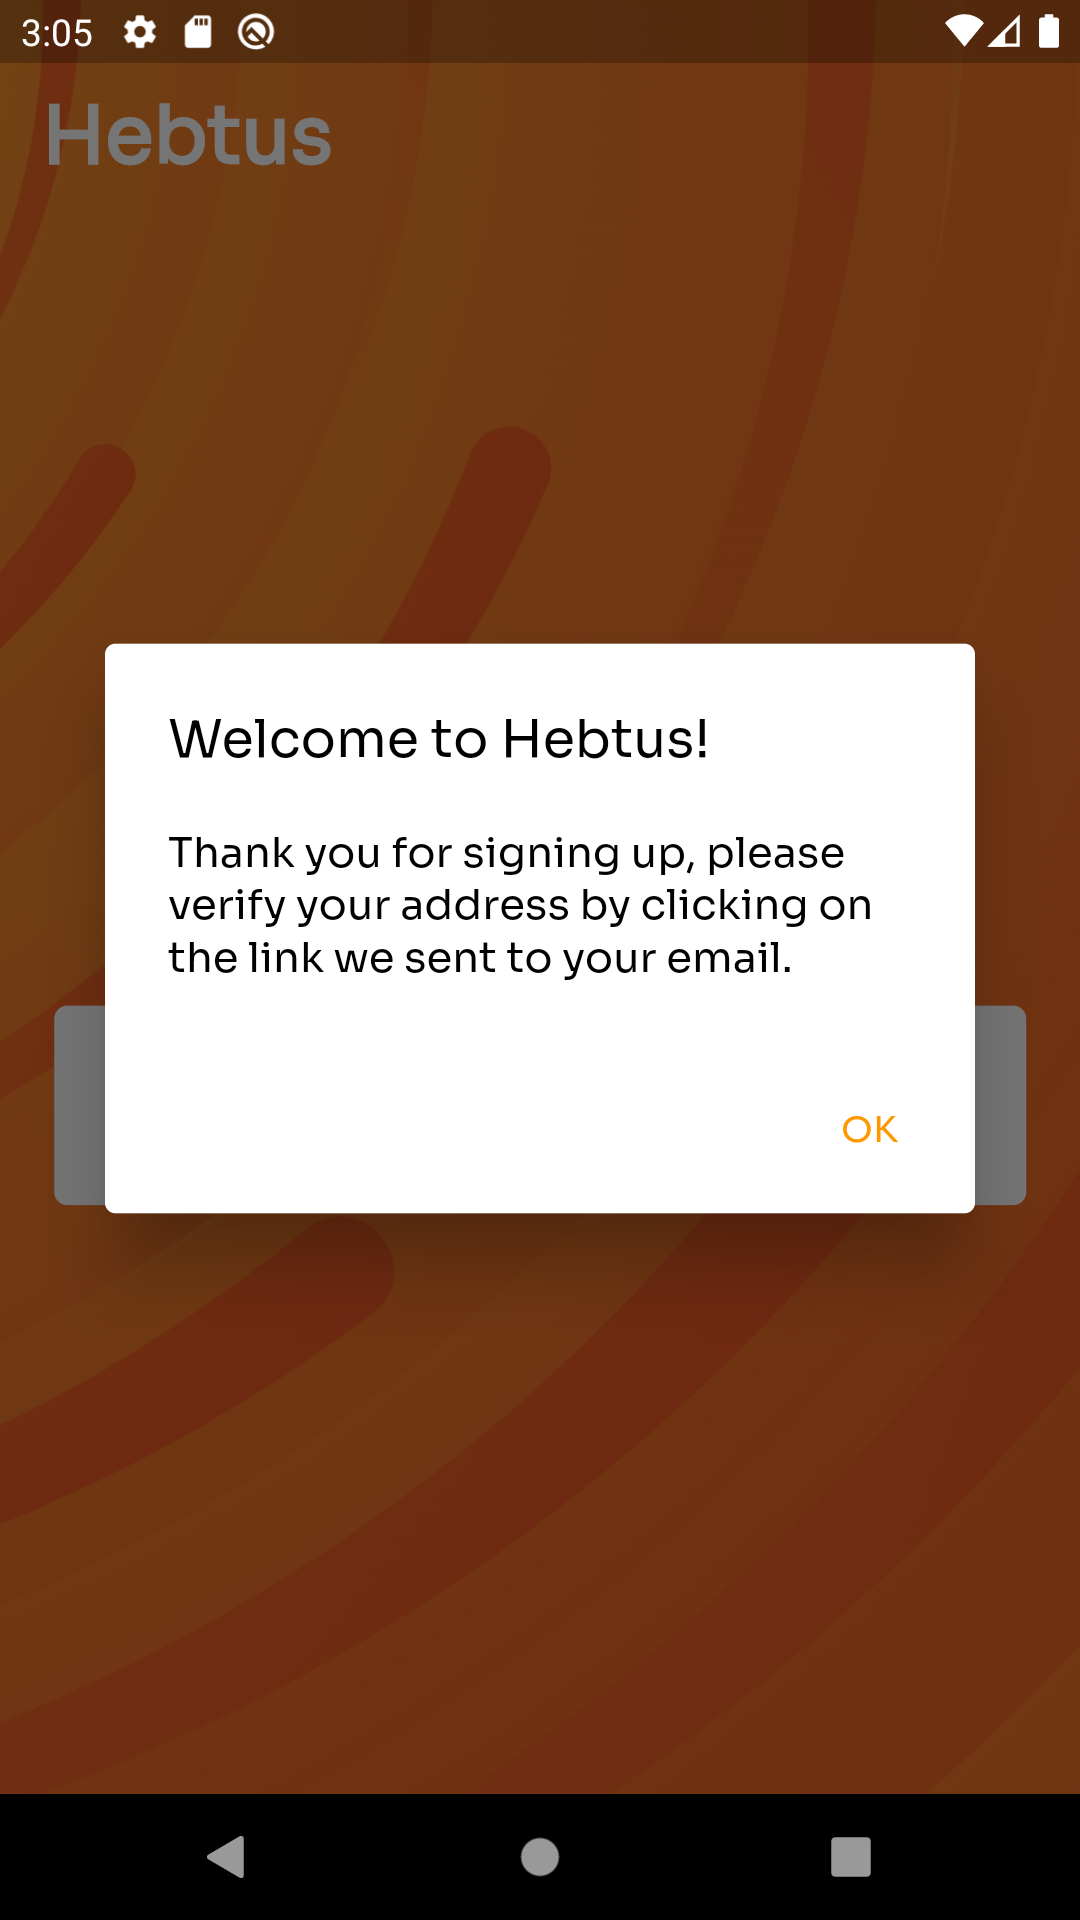 3:05
Hebtus
Welcome to Hebtus!
Thank you for signing up, please
verify your address by clicking on
the link we sent to your email.
OK